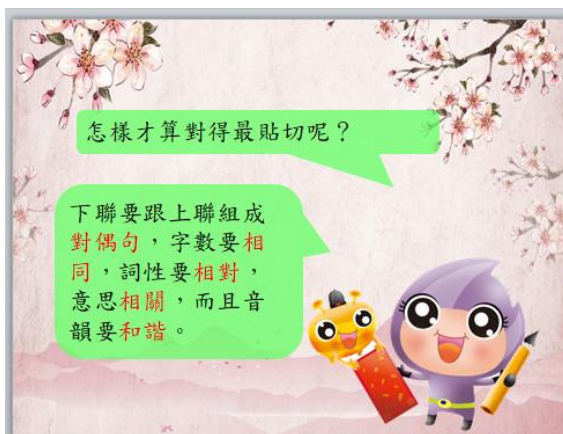 怎樣才算對得最貼切呢？
下聯要跟上聯組成
對偶句，字數要相
同，詞性要相對，
意思相關，而且音
韻要和諧。